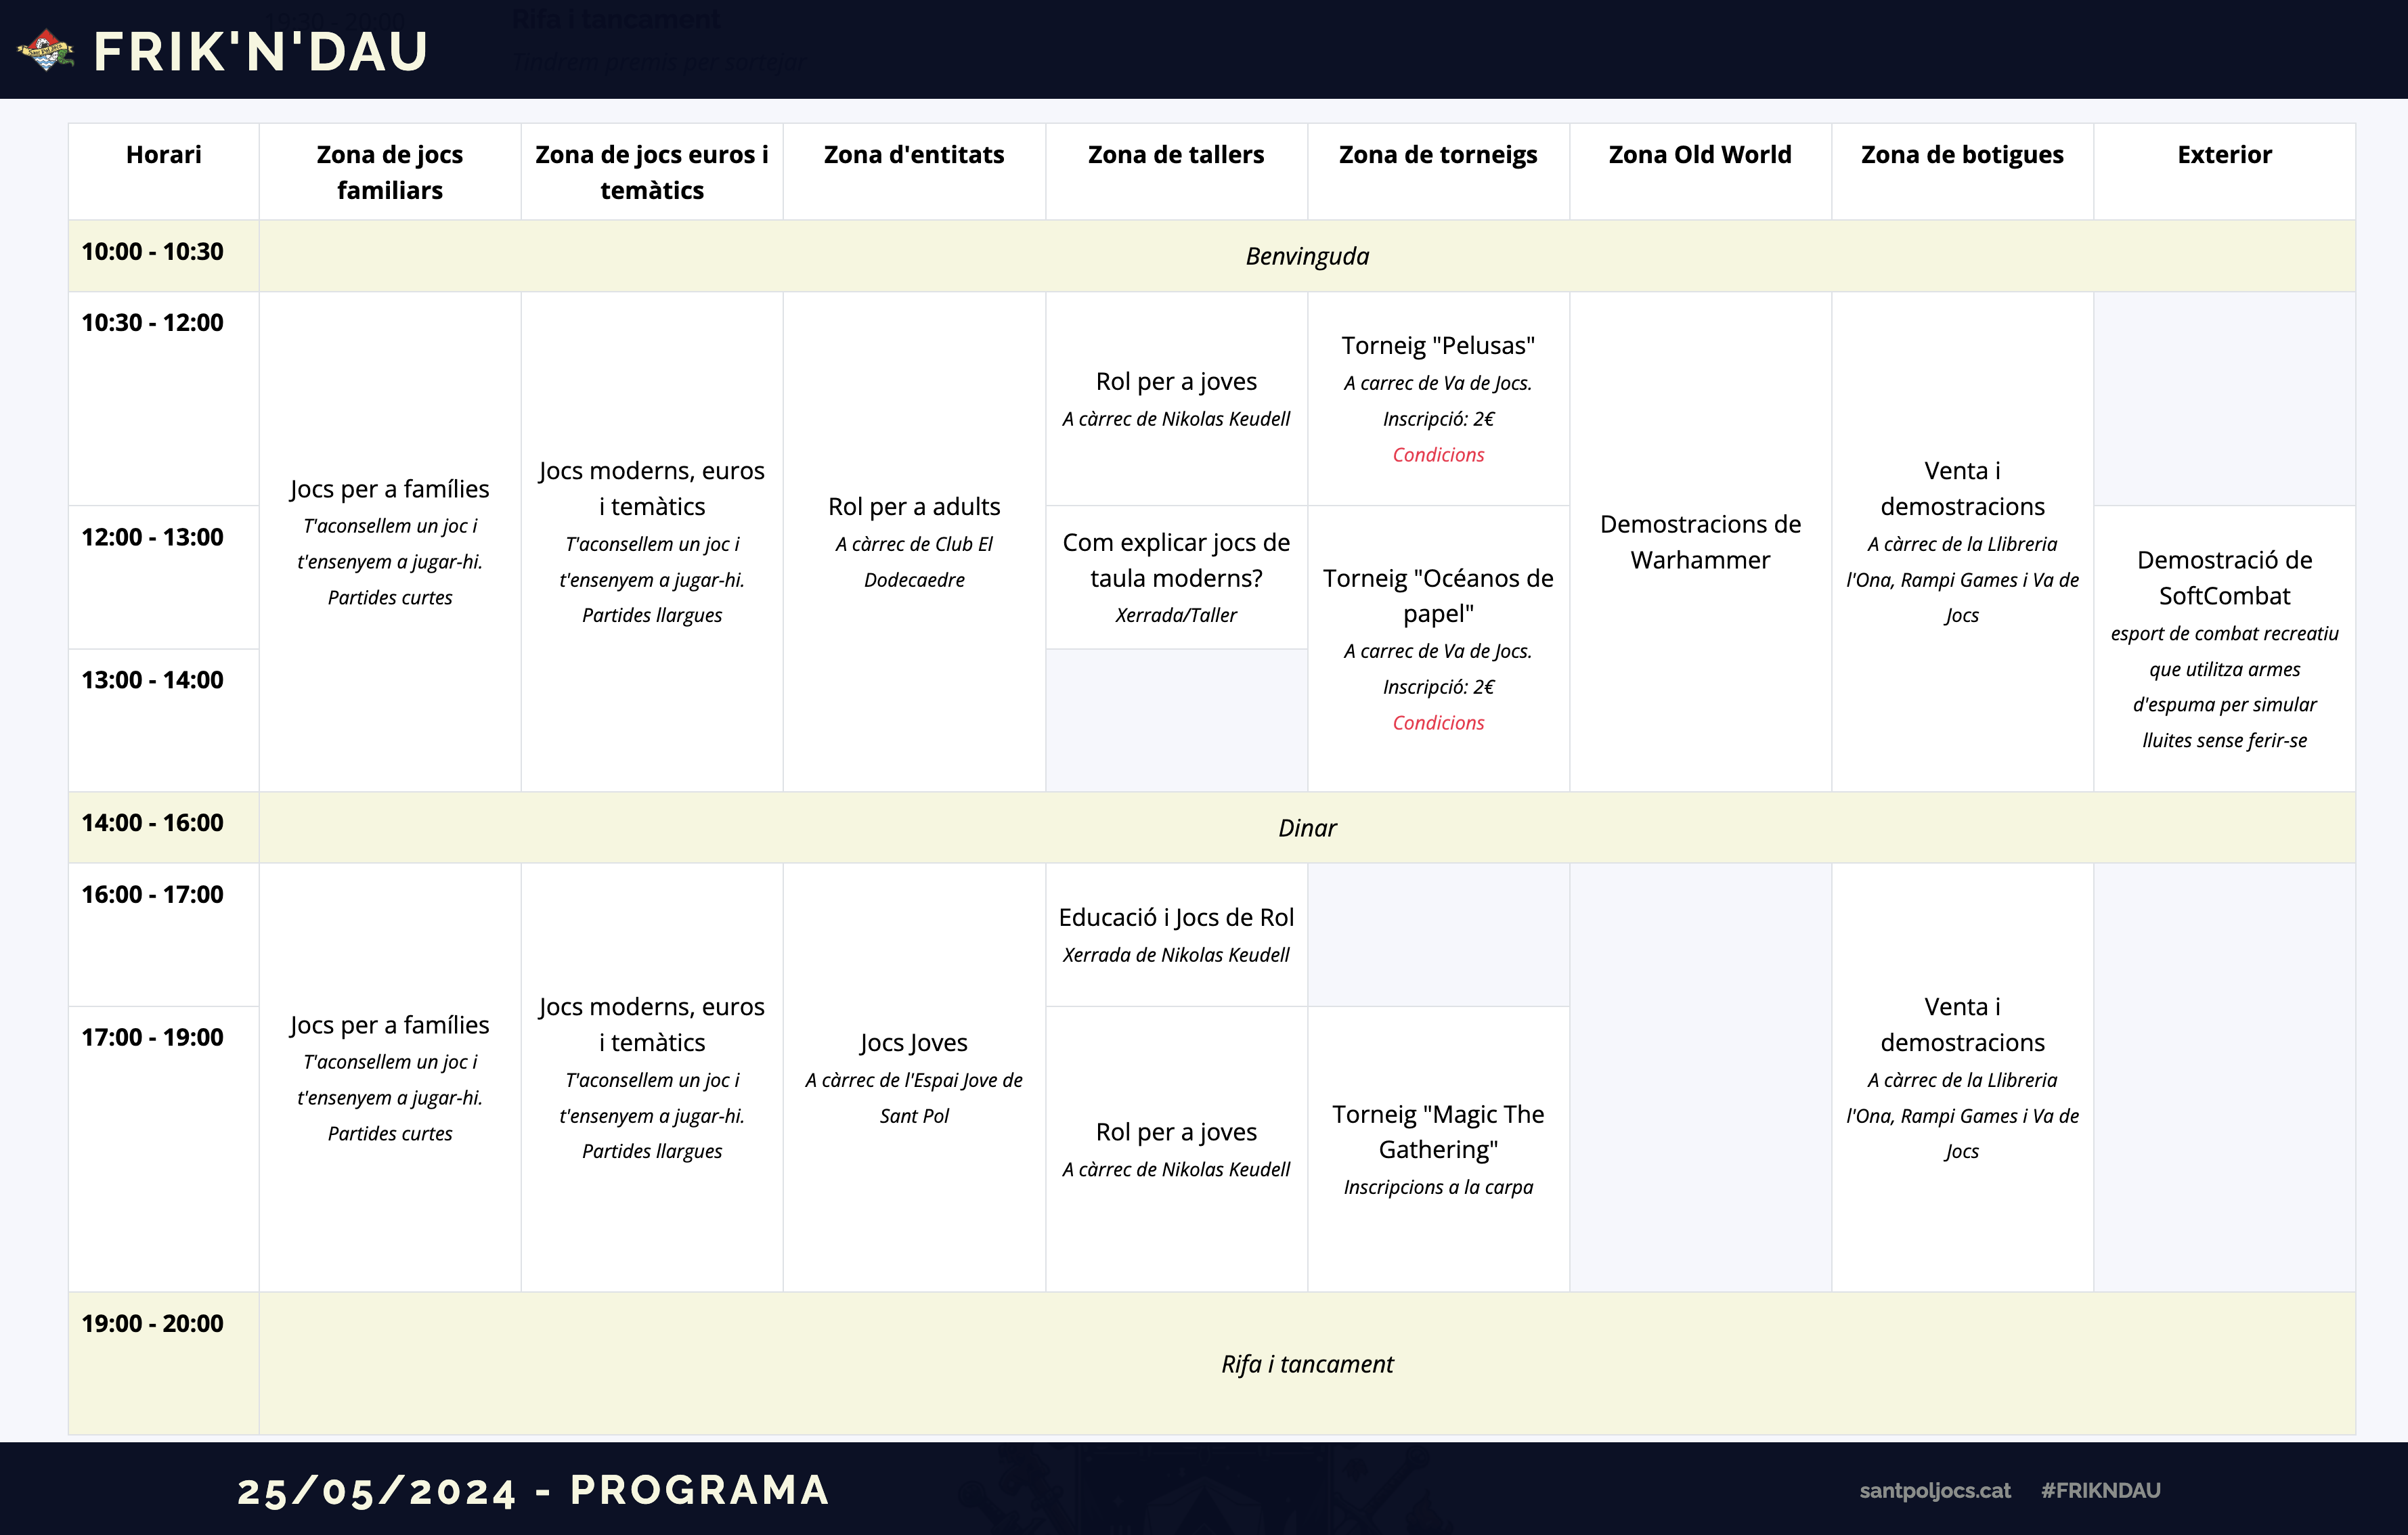 19:30 - 20:00
Rifa i tancament
Tindrem premis per sortejar
FRIK'N'DAU
Horari
Zona de jocs
familiars
Zona de jocs euros i
temàtics
Zona d'entitats
Zona de tallers
Zona de torneigs
Zona Old World
Zona de botigues
Exterior
10:00 - 10:30
Benvinguda
10:30 - 12:00
Jocs per a famílies
T'aconsellem un joc i
t'ensenyem a jugar-hi.
Partides curtes
Jocs moderns, euros
i temàtics
T'aconsellem un joc i
t'ensenyem a jugar-hi.
Partides llargues
Rol per a adults
A càrrec de Club El
Dodecaedre
Rol per a joves
A càrrec de Nikolas Keudell
Torneig "Pelusas"
A carrec de Va de Jocs.
Inscripció: 2€
Condicions
Demostracions de
Warhammer
Venta i
demostracions
A càrrec de la Llibreria
l'Ona, Rampi Games i Va de
Jocs
12:00 - 13:00
Com explicar jocs de
taula moderns?
Xerrada/Taller
Torneig "Océanos de
papel"
A carrec de Va de Jocs.
Inscripció: 2€
Condicions
Demostració de
SoftCombat
esport de combat recreatiu
que utilitza armes
d'espuma per simular
lluites sense ferir-se
13:00 - 14:00
14:00 - 16:00
Dinar
16:00 - 17:00
Jocs per a famílies
T'aconsellem un joc i
t'ensenyem a jugar-hi.
Partides curtes
Jocs moderns, euros
i temàtics
T'aconsellem un joc i
t'ensenyem a jugar-hi.
Partides llargues
Jocs Joves
A càrrec de l'Espai Jove de
Sant Pol
Educació i Jocs de Rol
Xerrada de Nikolas Keudell
Venta i
demostracions
A càrrec de la Llibreria
l'Ona, Rampi Games i Va de
Jocs
17:00 - 19:00
Rol per a joves
A càrrec de Nikolas Keudell
Torneig "Magic The
Gathering"
Inscripcions a la carpa
19:00 - 20:00
Rifa i tancament
25/05/2024 - PROGRAMA
santpoljocs.cat
#FRIKNDAU